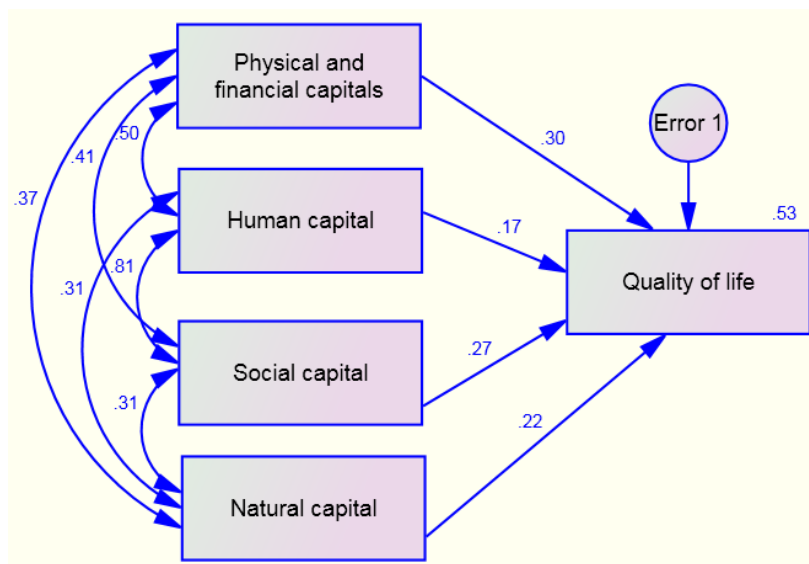 Physical and
financial capitals
Error 1
.50
.41
.30
.37
.53
Human capital
.17
.81
.31
Quality of life
Social capital
.27
.31
.22
Natural capital